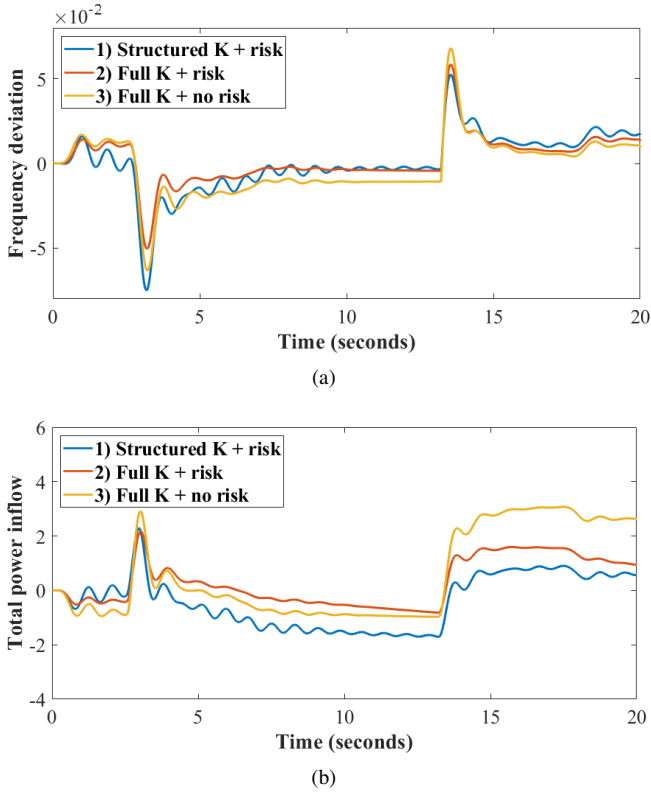 ×10⁻²
1) Structured K + risk
2) Full K + risk
3) Full K + no risk
5
0
-5
Frequency deviation
0 5 10 15 20
Time (seconds)
(a)
6
4
2
0
-2
-4
1) Structured K + risk
2) Full K + risk
3) Full K + no risk
Total power inflow
0 5 10 15 20
Time (seconds)
(b)